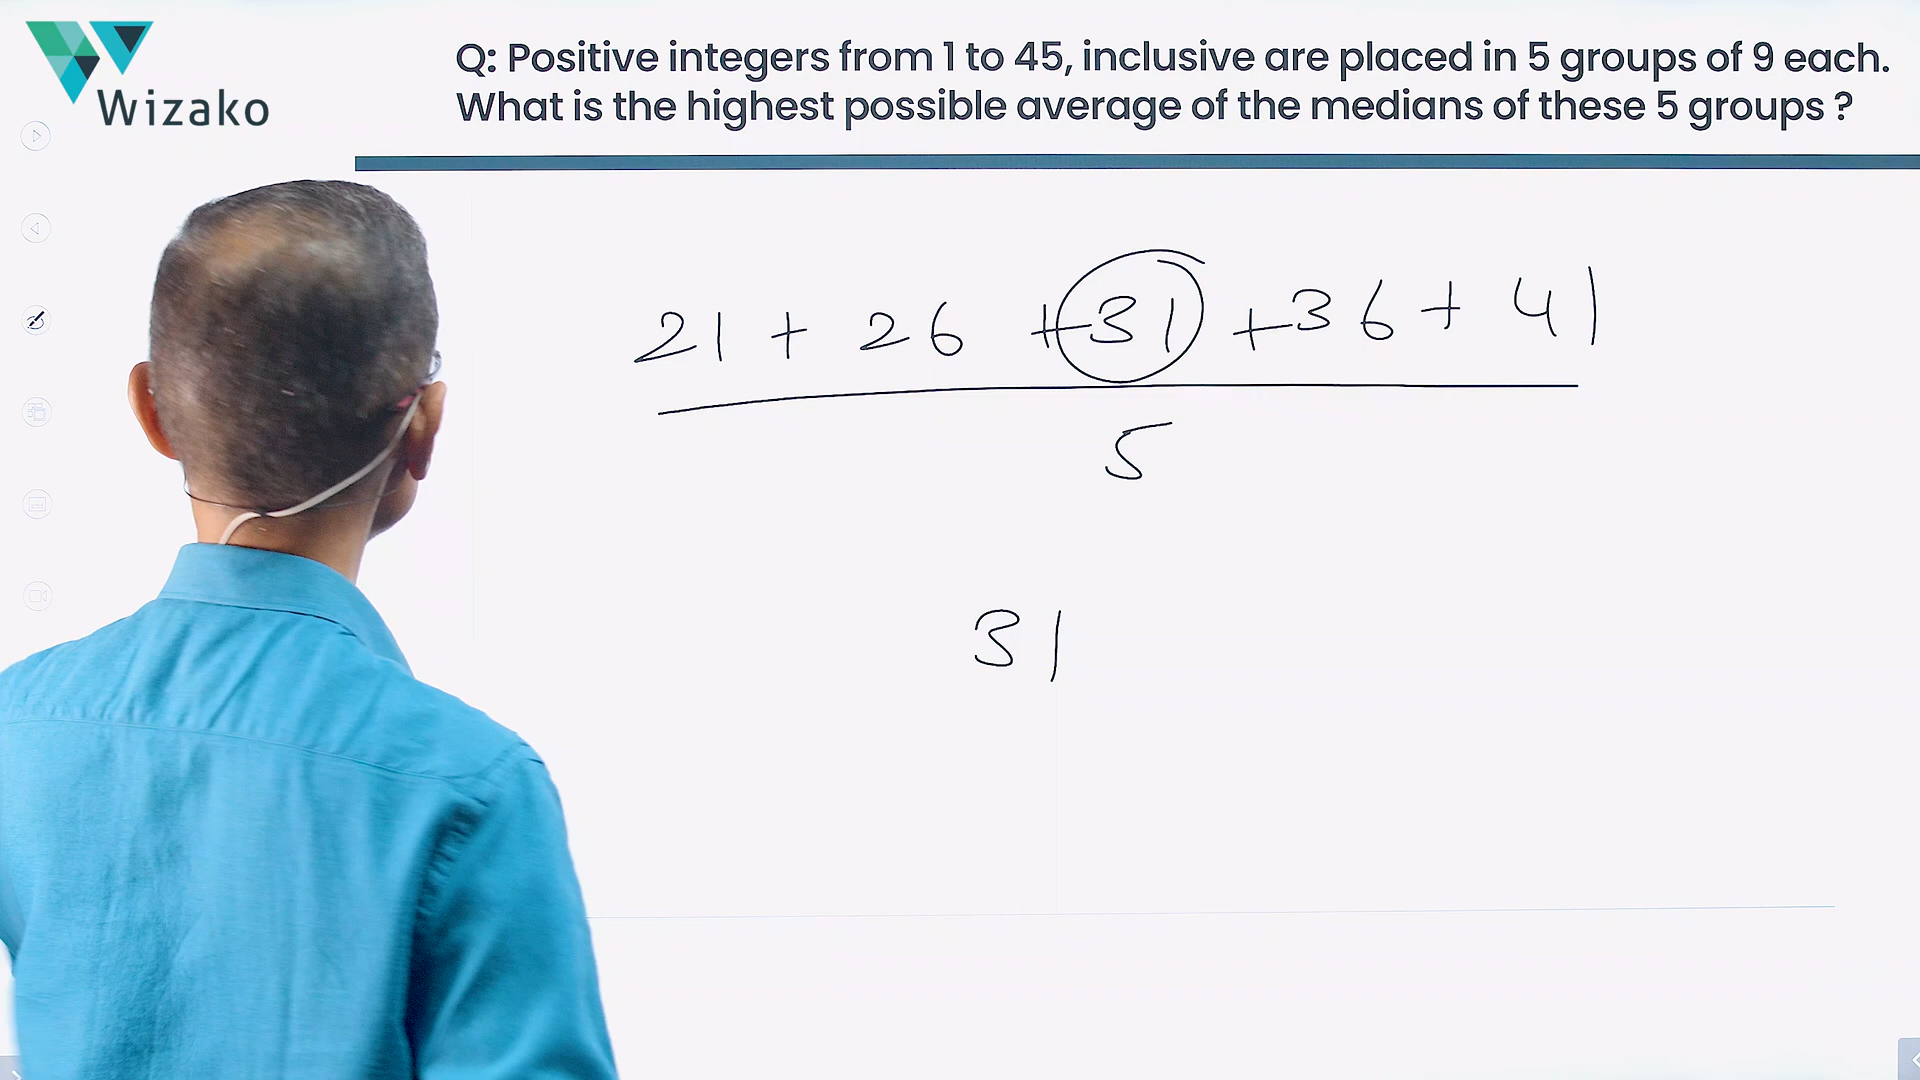 Wizako
Q: Positive integers from 1 to 45, inclusive are placed in 5 groups of 9 each.
What is the highest possible average of the medians of these 5 groups ?
21 + 26 + 31 + 36 + 41
5
31